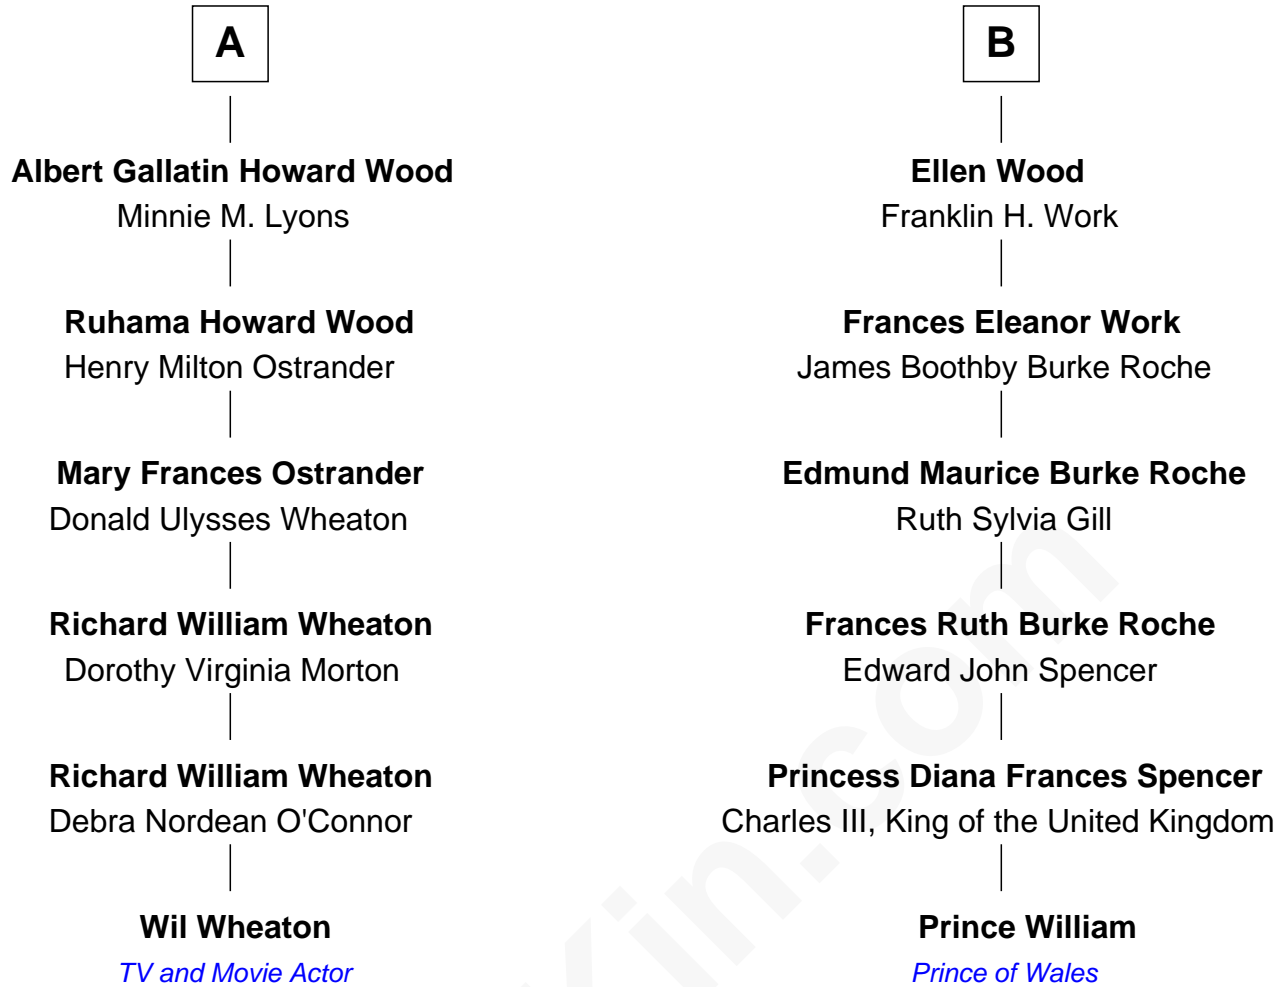 A
Albert Gallatin Howard Wood
Minnie M. Lyons
Ruhama Howard Wood
Henry Milton Ostrander
Mary Frances Ostrander
Donald Ulysses Wheaton
Richard William Wheaton
Dorothy Virginia Morton
Richard William Wheaton
Debra Nordean O'Connor
Wil Wheaton
TV and Movie Actor
B
Ellen Wood
Franklin H. Work
Frances Eleanor Work
James Boothby Burke Roche
Edmund Maurice Burke Roche
Ruth Sylvia Gill
Frances Ruth Burke Roche
Edward John Spencer
Princess Diana Frances Spencer
Charles III, King of the United Kingdom
Prince William
Prince of Wales
Kin.com